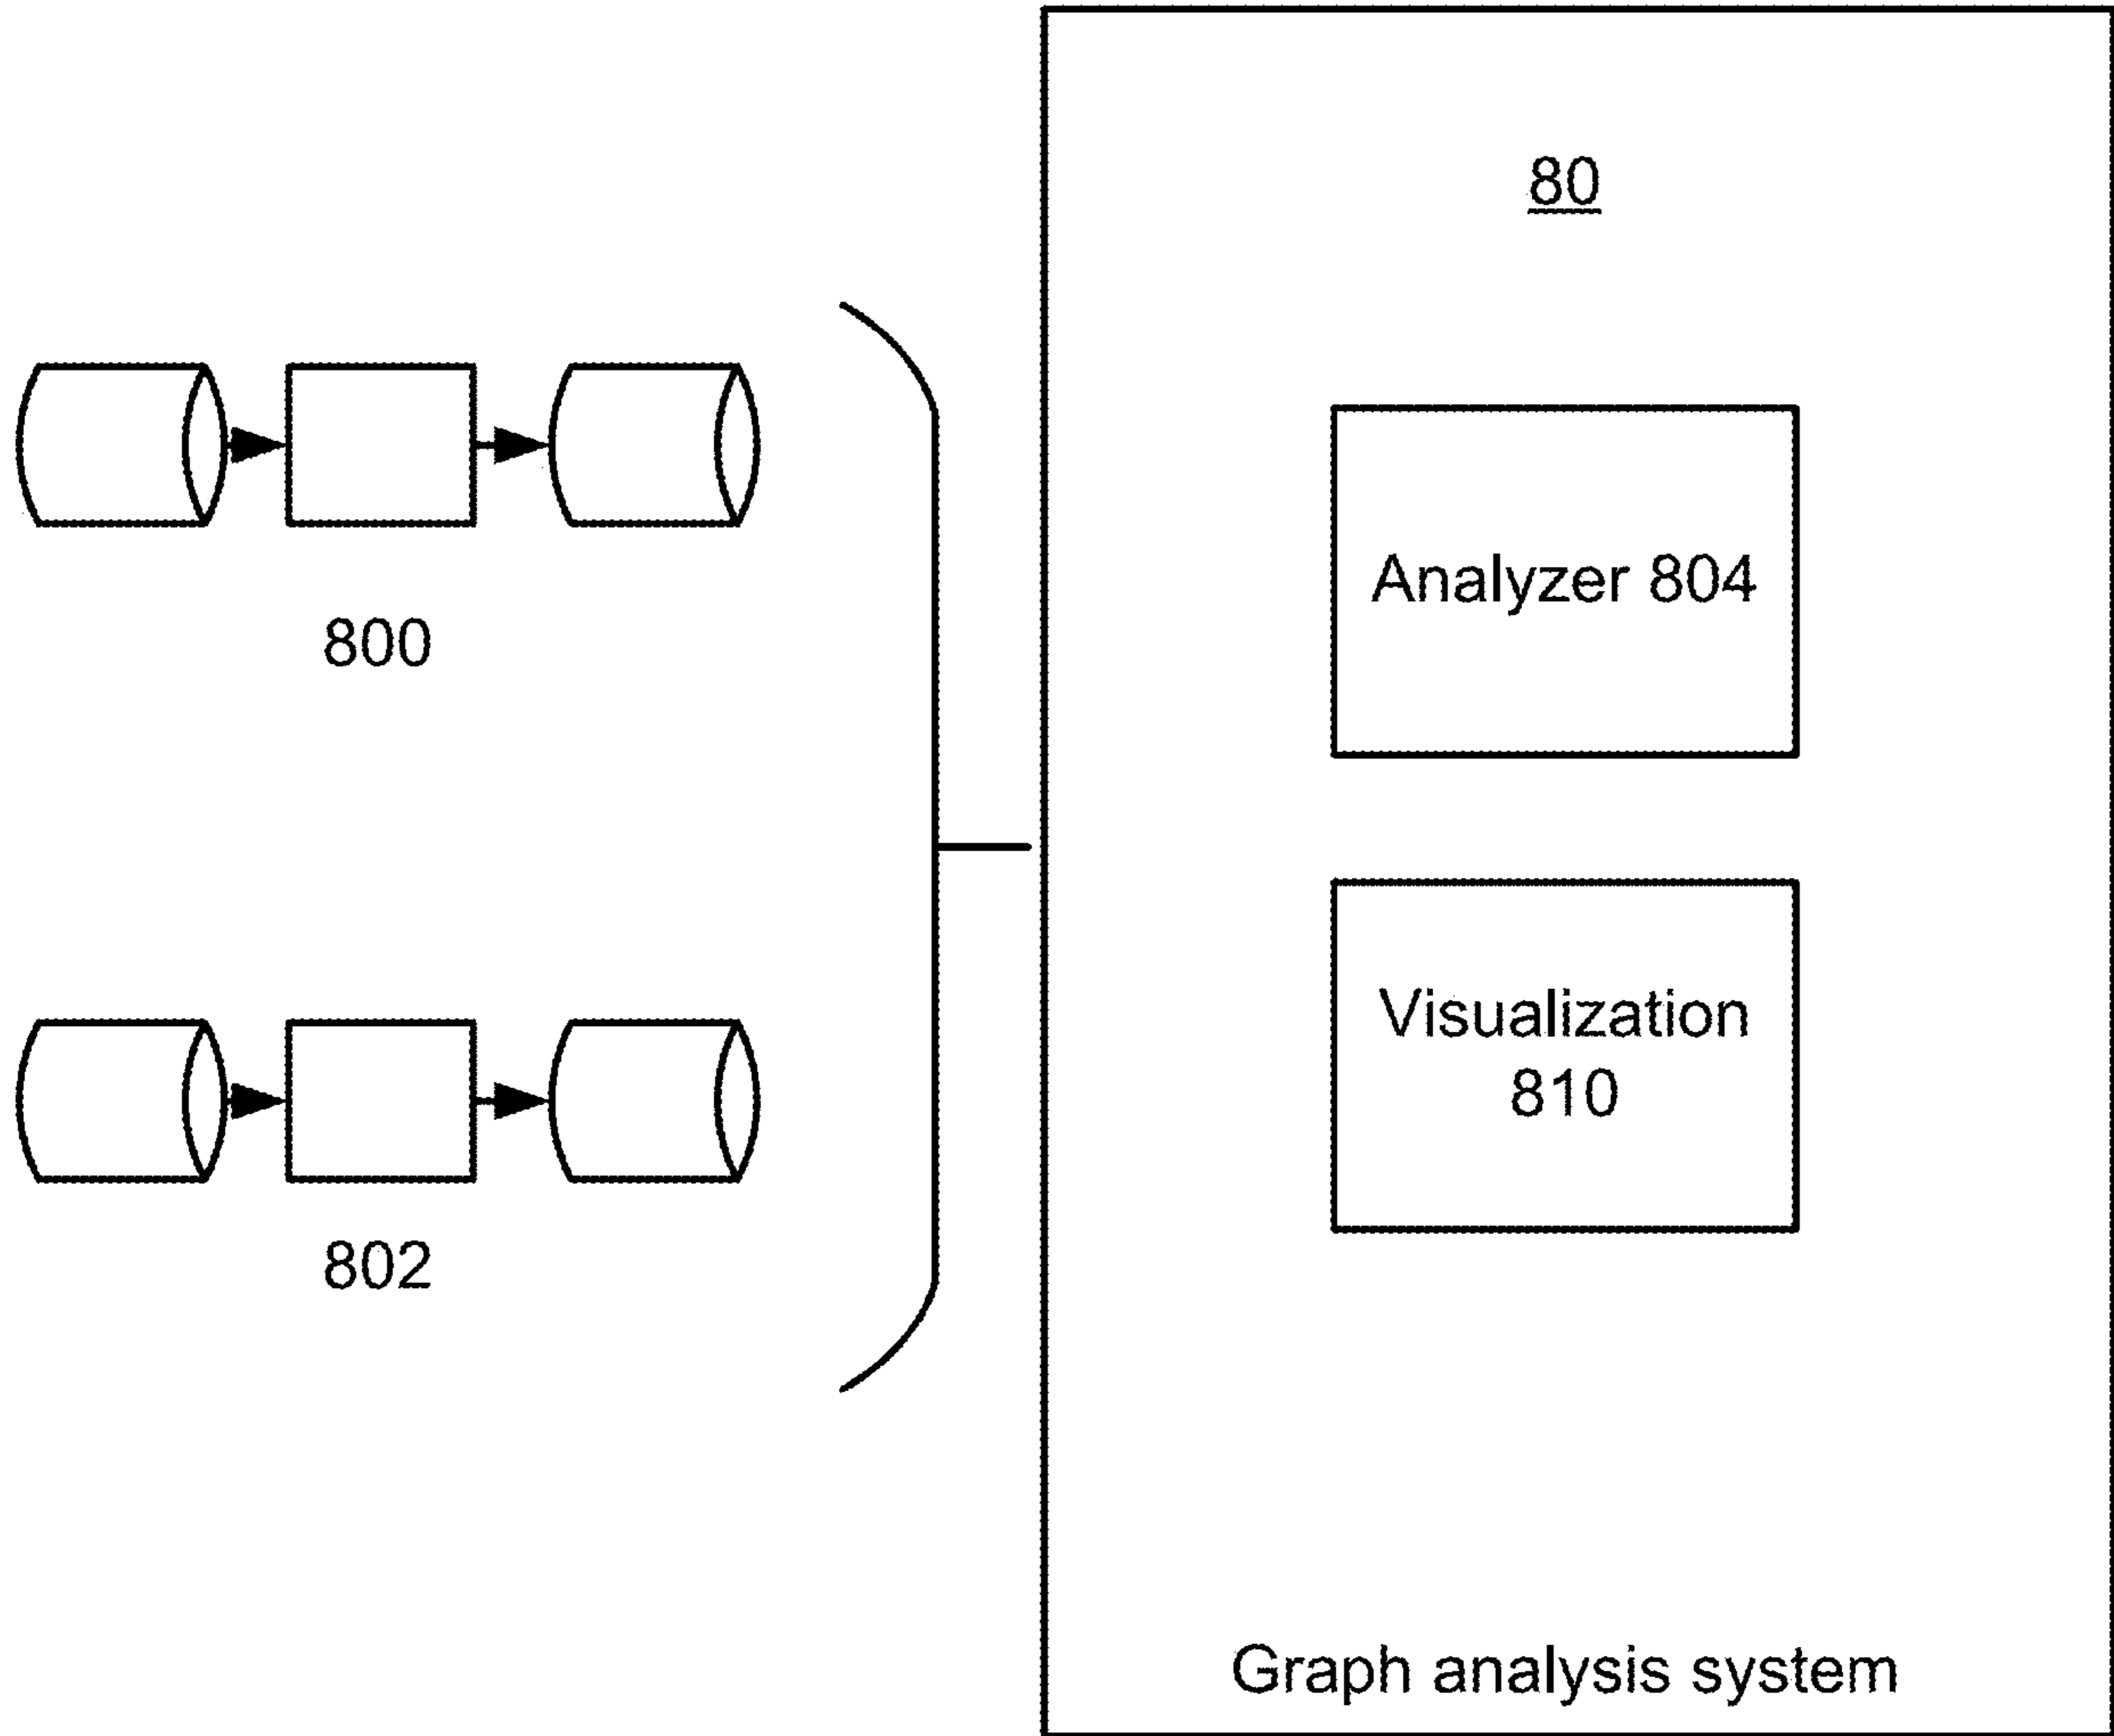 80
800
Analyzer 804
Visualization
810
802
Graph analysis system